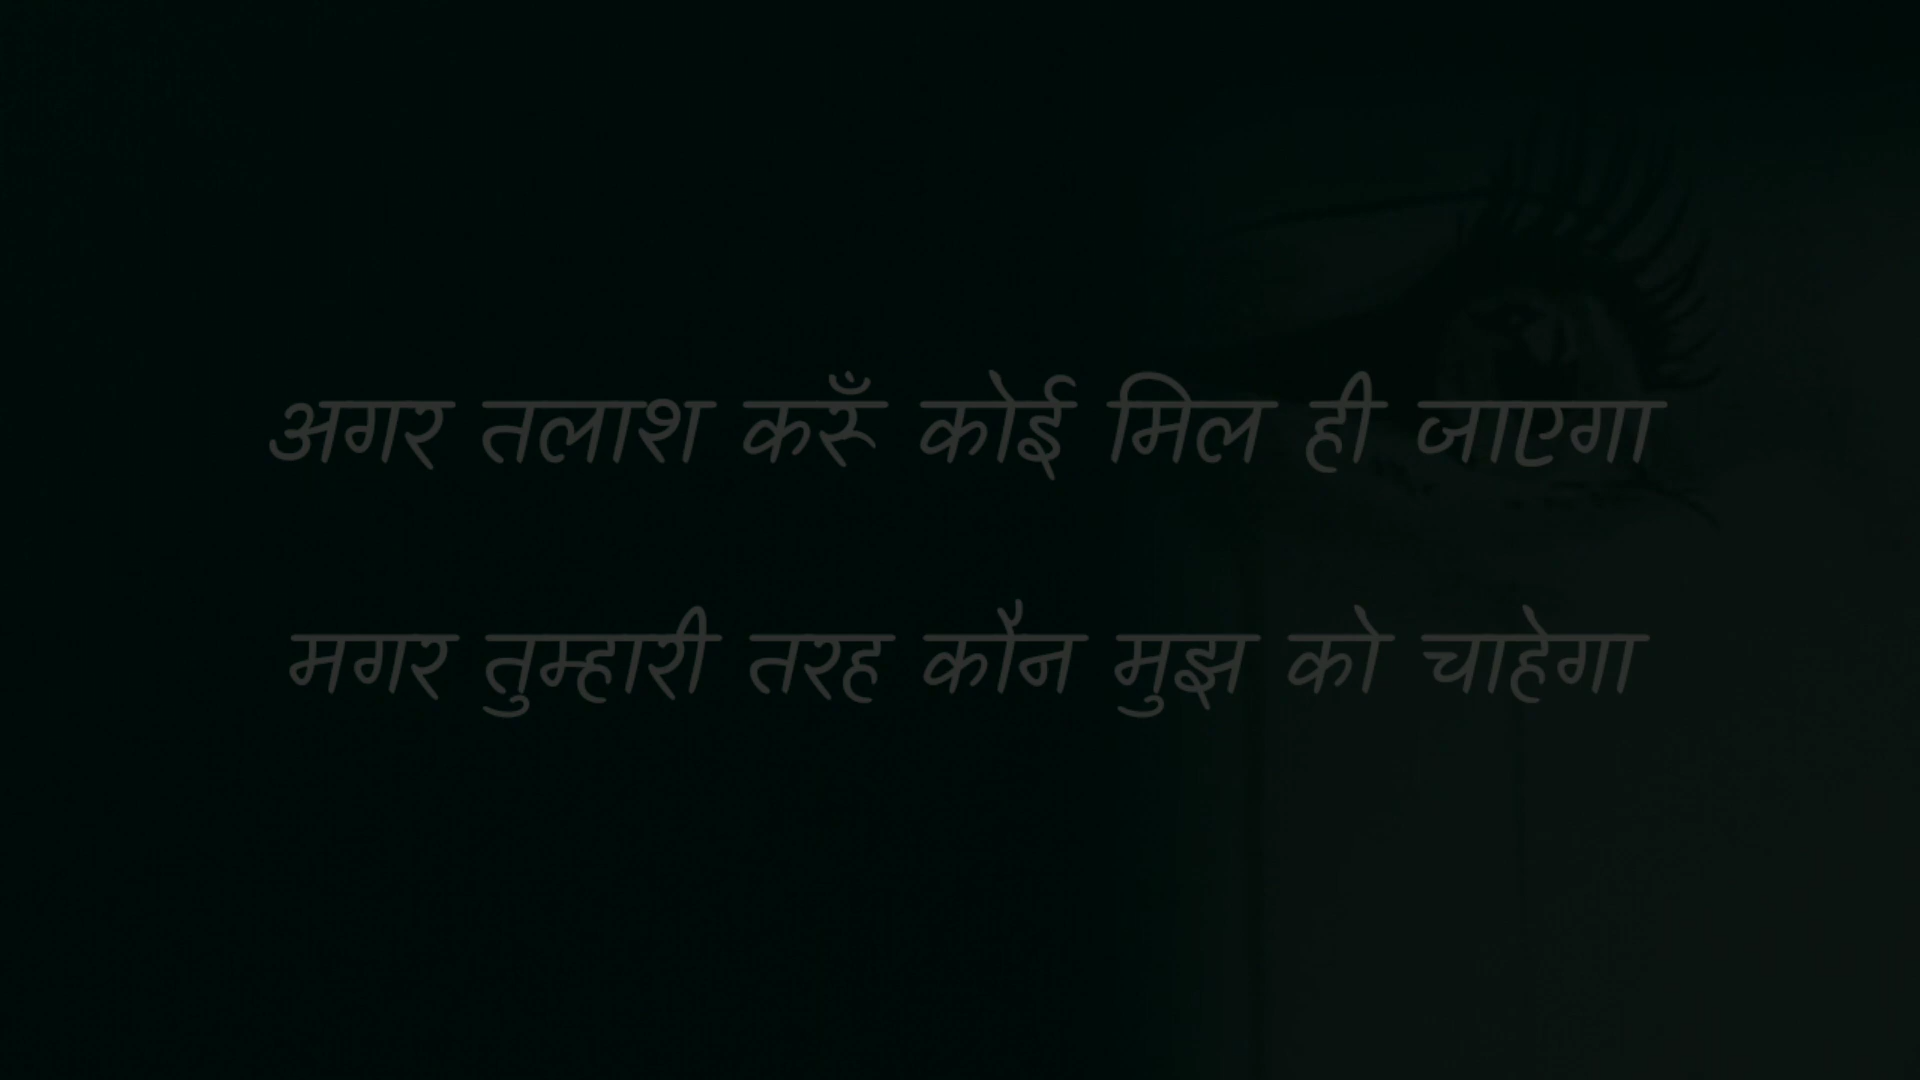 अगर तलाश करूँ कोई मिल ही जाएगा
मगर तुम्हारी तरह कौन मुझ को चाहेगा